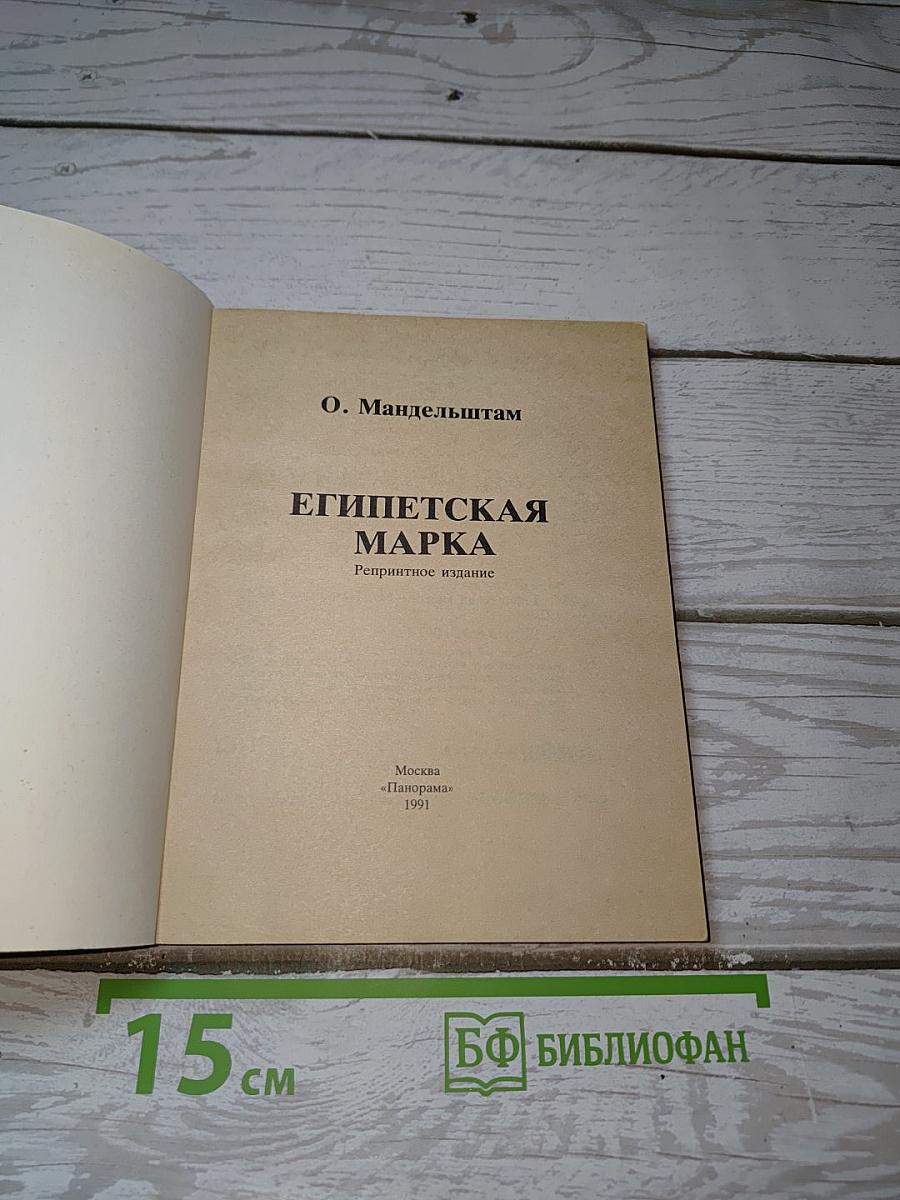 О. Мандельштам
ЕГИПЕТСКАЯ
МАРКА
Репринтное издание
Москва
«Панорама»
1991
15 см
БФ БИБЛИОФАН